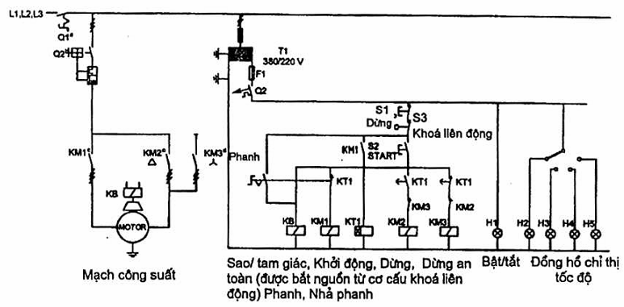 L1,L2,L3
Q1
Q2
T1
380/220 V
F1
Q2
S1
S3
Dừng
Khoá liên động
KM1
KM2
KM3
Phanh
KM1
S2
START
KT1
KT1
KT1
KB
KM3
KM2
MOTOR
KB
KM1
KT1
KM2
KM3
H1
H2
H3
H4
H5
Mạch công suất
Sao/ tam giác, Khởi động, Dừng, Dừng an
toàn (được bắt nguồn từ cơ cấu khoá liên
động) Phanh, Nhả phanh
Bật/tắt
Đồng hồ chỉ thị
tốc độ